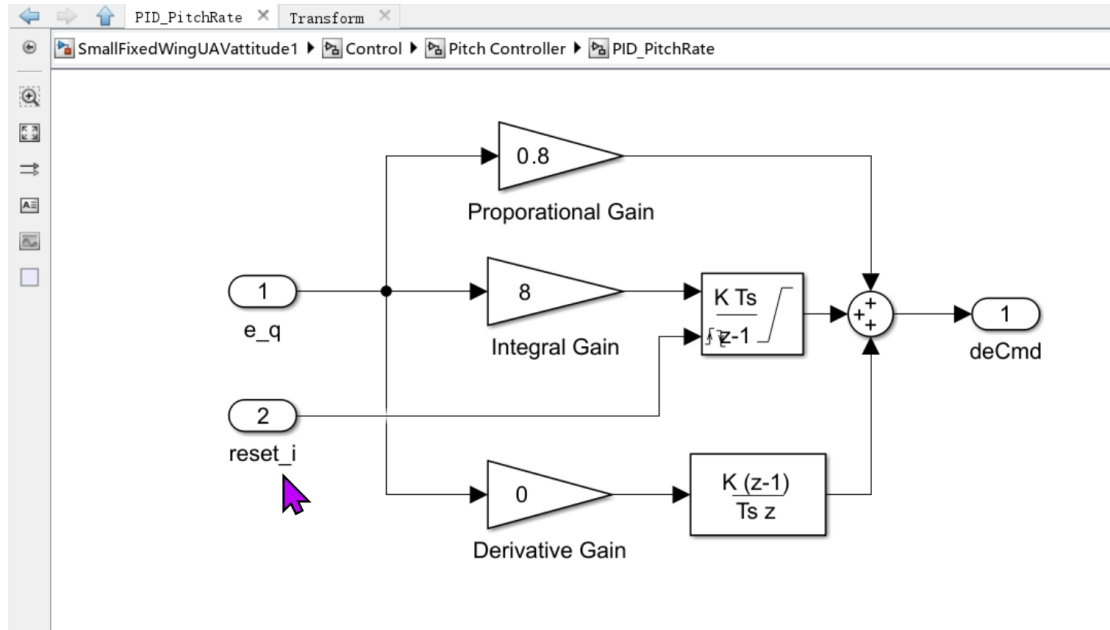 PID_PitchRate × Transform ×
SmallFixedWingUAVattitude1 ▶ Control ▶ Pitch Controller ▶ PID_PitchRate
0.8
Proporational Gain
1
e_q
8
Integral Gain
K Ts
z-1
1
deCmd
2
reset_i
0
Derivative Gain
K (z-1)
Ts z